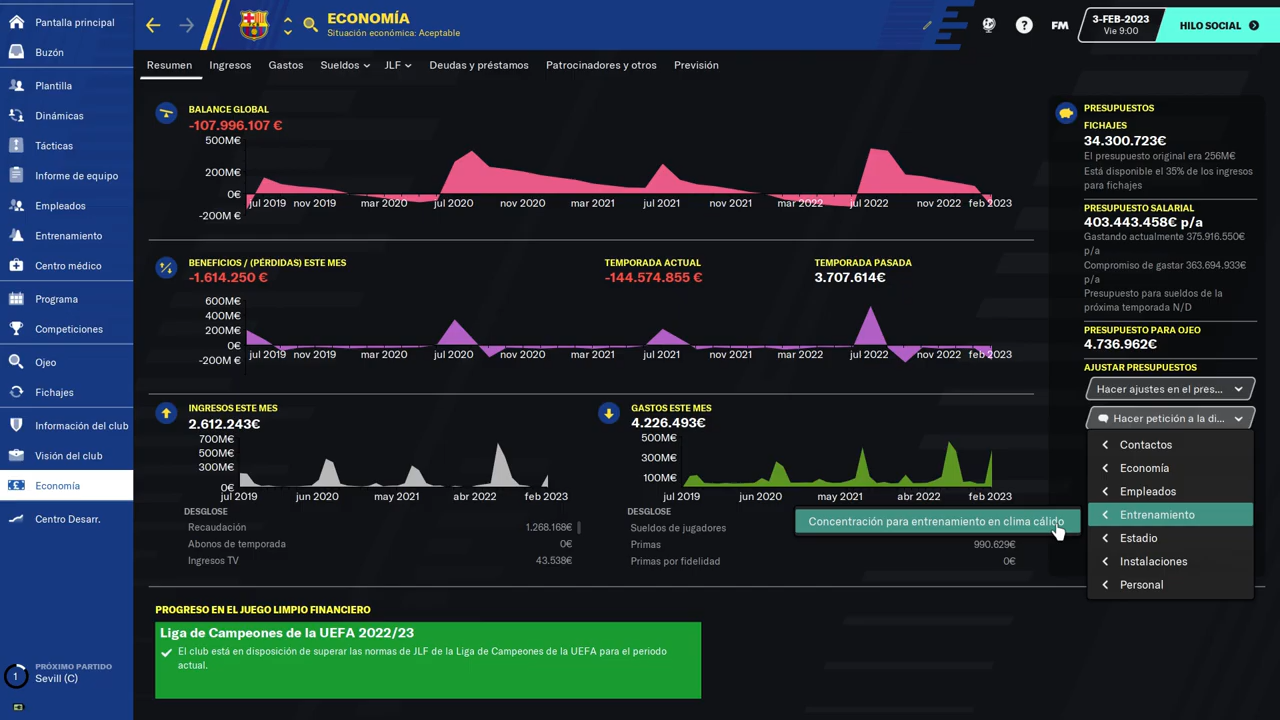 Pantalla principal
Buzón
Plantilla
Dinámicas
Tácticas
Informe de equipo
Empleados
Entrenamiento
Centro médico
Programa
Competiciones
Ojeo
Fichajes
Información del club
Visión del club
Economía
Centro Desarr.
1
PRÓXIMO PARTIDO
Sevill (C)
ECONOMÍA
Situación económica: Aceptable
?
FM
3-FEB-2023
Vie 9:00
HILO SOCIAL
Resumen
Ingresos
Gastos
Sueldos
JLF
Deudas y préstamos
Patrocinadores y otros
Previsión
BALANCE GLOBAL
-107.996.107 €
500M€
200M€
0€
-200M €
jul 2019 nov 2019 mar 2020 jul 2020 nov 2020 mar 2021 jul 2021 nov 2021 mar 2022 jul 2022 nov 2022 feb 2023
BENEFICIOS / (PÉRDIDAS) ESTE MES
-1.614.250 €
TEMPORADA ACTUAL
-144.574.855 €
TEMPORADA PASADA
3.707.614€
600M€
400M€
200M€
0€
-200M €
jul 2019 nov 2019 mar 2020 jul 2020 nov 2020 mar 2021 jul 2021 nov 2021 mar 2022 jul 2022 nov 2022 feb 2023
INGRESOS ESTE MES
2.612.243€
700M€
500M€
300M€
0€
jul 2019 jun 2020 may 2021 abr 2022 feb 2023
DESGLOSE
Recaudación 1.268.168€
Abonos de temporada 0€
Ingresos TV 43.538€
GASTOS ESTE MES
4.226.493€
500M€
300M€
100M€
jul 2019 jun 2020 may 2021 abr 2022 feb 2023
DESGLOSE
Sueldos de jugadores
Primas 990.629€
Primas por fidelidad 0€
Concentración para entrenamiento en clima cálido
PROGRESO EN EL JUEGO LIMPIO FINANCIERO
Liga de Campeones de la UEFA 2022/23
El club está en disposición de superar las normas de JLF de la Liga de Campeones de la UEFA para el periodo
actual.
PRESUPUESTOS
FICHAJES
34.300.723€
El presupuesto original era 256M€
Está disponible el 35% de los ingresos
para fichajes
PRESUPUESTO SALARIAL
403.443.458€ p/a
Gastando actualmente 375.916.550€
p/a
Compromiso de gastar 363.694.933€
p/a
Presupuesto para sueldos de la
próxima temporada N/D
PRESUPUESTO PARA OJEO
4.736.962€
AJUSTAR PRESUPUESTOS
Hacer ajustes en el pres...
Hacer petición a la di...
Contactos
Economía
Empleados
Entrenamiento
Estadio
Instalaciones
Personal